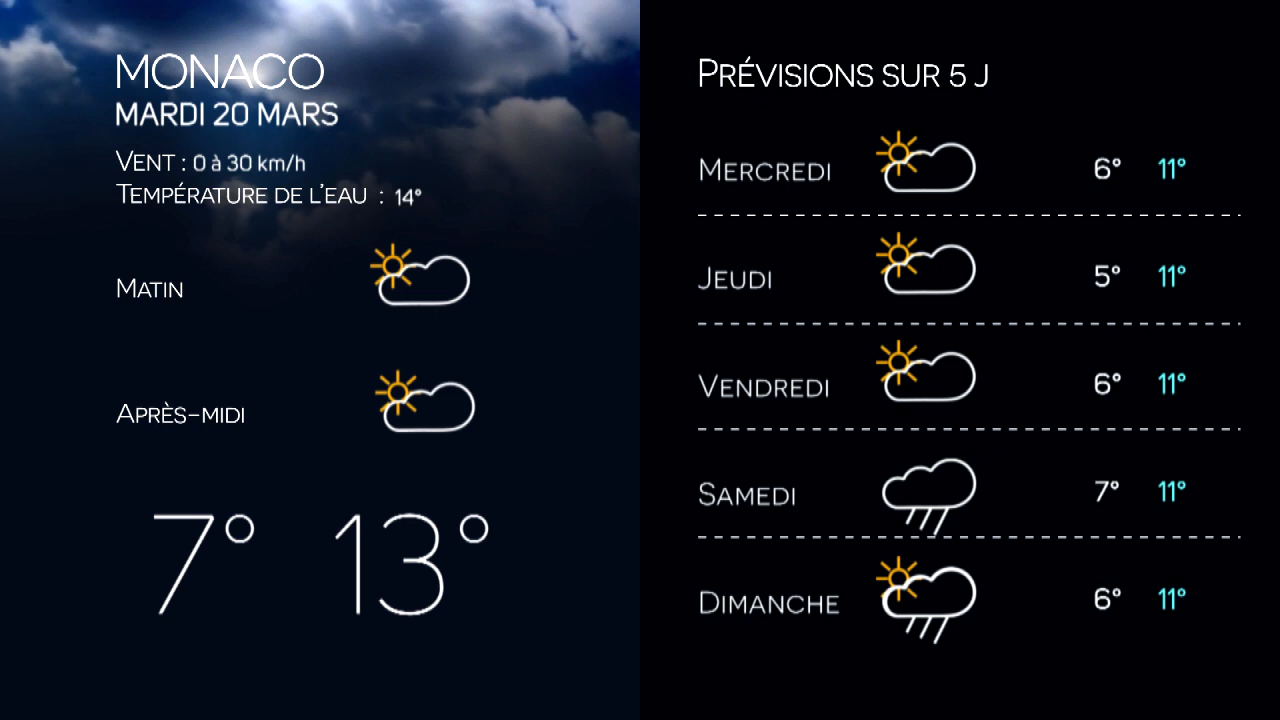 MONACO
MARDI 20 MARS
VENT : 0 à 30 km/h
TEMPÉRATURE DE L'EAU : 14°
MATIN
APRÈS-MIDI
7° 13°
PRÉVISIONS SUR 5 J
MERCREDI 6° 11°
JEUDI 5° 11°
VENDREDI 6° 11°
SAMEDI 7° 11°
DIMANCHE 6° 11°